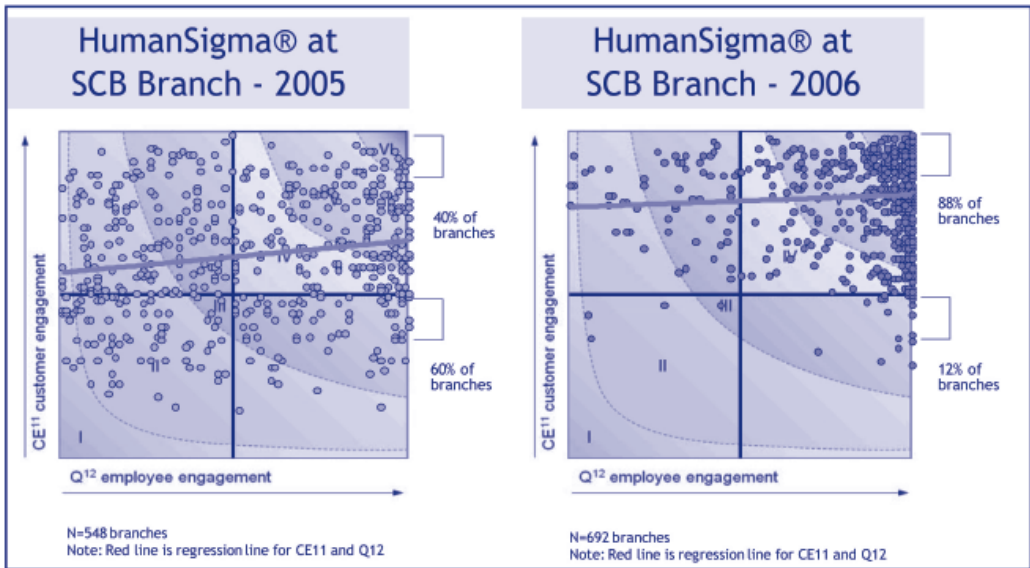 HumanSigma® at
SCB Branch - 2005
HumanSigma® at
SCB Branch - 2006
CE¹¹ customer engagement
VI
IV
III
II
I
40% of
branches
60% of
branches
Q¹² employee engagement
N=548 branches
Note: Red line is regression line for CE11 and Q12
CE¹¹ customer engagement
IV
II
I
88% of
branches
12% of
branches
Q¹² employee engagement
N=692 branches
Note: Red line is regression line for CE11 and Q12